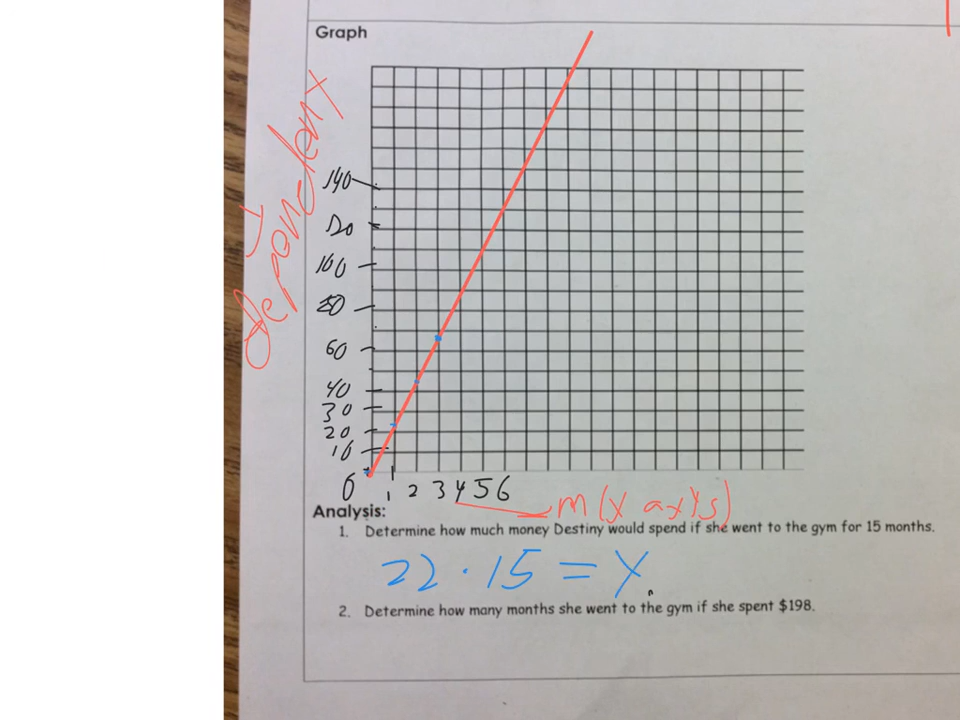 Graph
y
dependent
140
120
100
80
60
40
30
20
10
0
1 2 3 4 5 6
m (x axis)
Analysis:
1. Determine how much money Destiny would spend if she went to the gym for 15 months.
22 · 15 = y
2. Determine how many months she went to the gym if she spent $198.